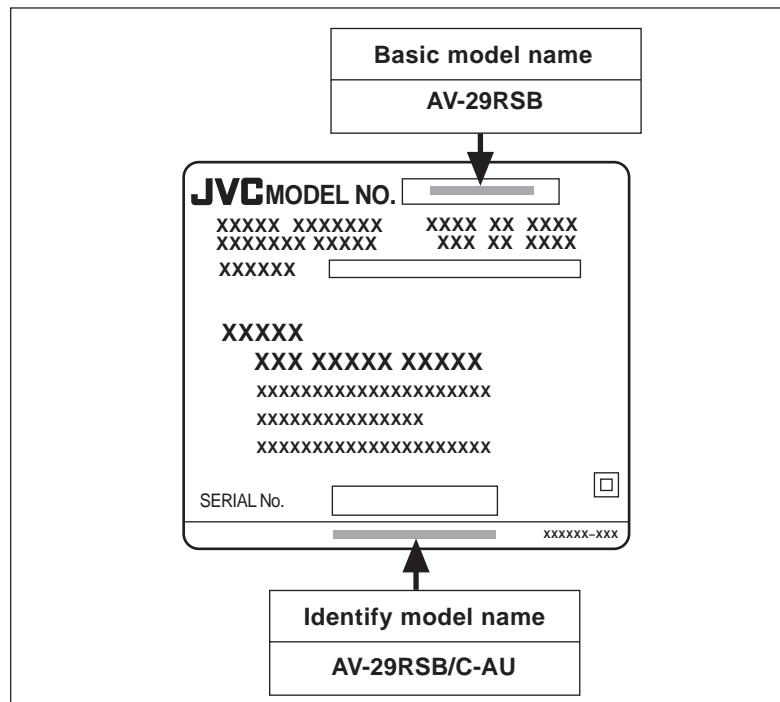 Basic model name
AV-29RSB
JVC MODEL NO.
XXXXX XXXXXXX XXXX XX XXXX
XXXXXXX XXXXX XXX XX XXXX
XXXXXX
XXXXX
XXX XXXXX XXXXX
XXXXXXXXXXXXXXXXXXXXX
XXXXXXXXXXXXXXX
XXXXXXXXXXXXXXXXXXXXX
SERIAL No.
XXXXXX–XXX
Identify model name
AV-29RSB/C-AU